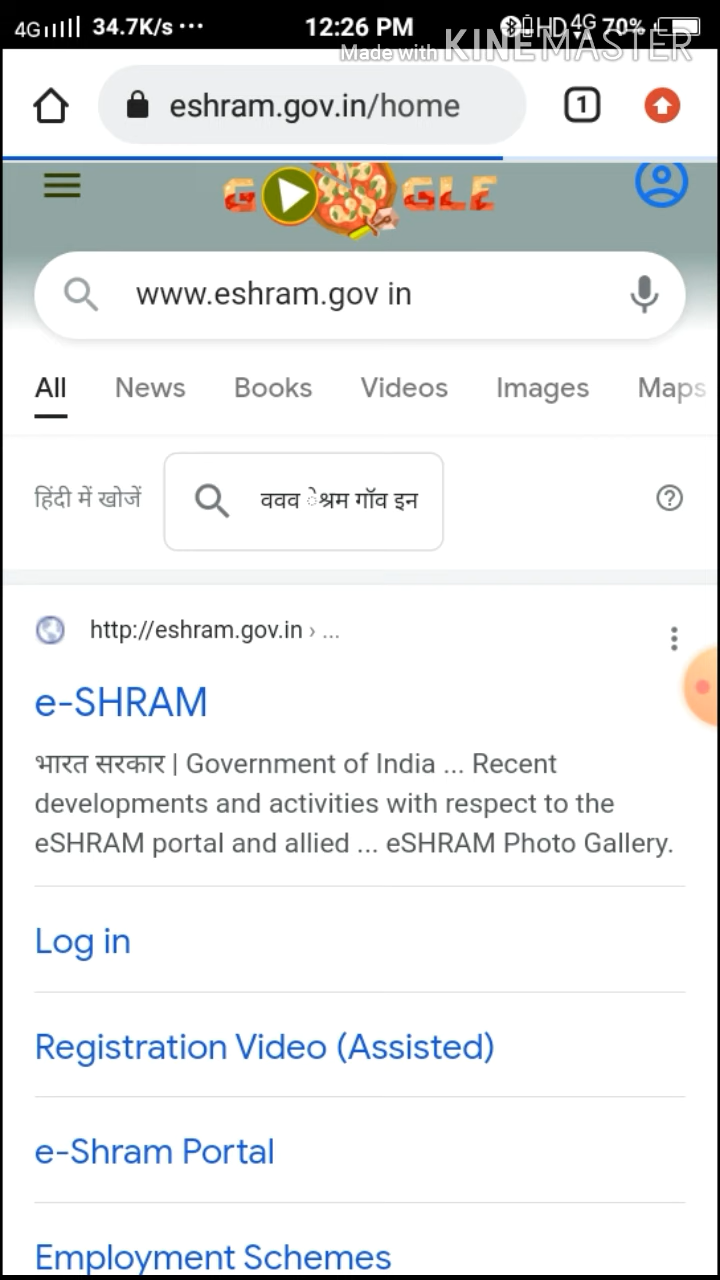 4G 34.7K/s ... 12:26 PM HD 4G 70%
Made with KINEMASTER
eshram.gov.in/home 1
GOOGLE
www.eshram.gov in
All News Books Videos Images Maps
हिंदी में खोजें ववव ेश्रम गॉव इन
http://eshram.gov.in › ...
e-SHRAM
भारत सरकार | Government of India ... Recent
developments and activities with respect to the
eSHRAM portal and allied ... eSHRAM Photo Gallery.
Log in
Registration Video (Assisted)
e-Shram Portal
Employment Schemes